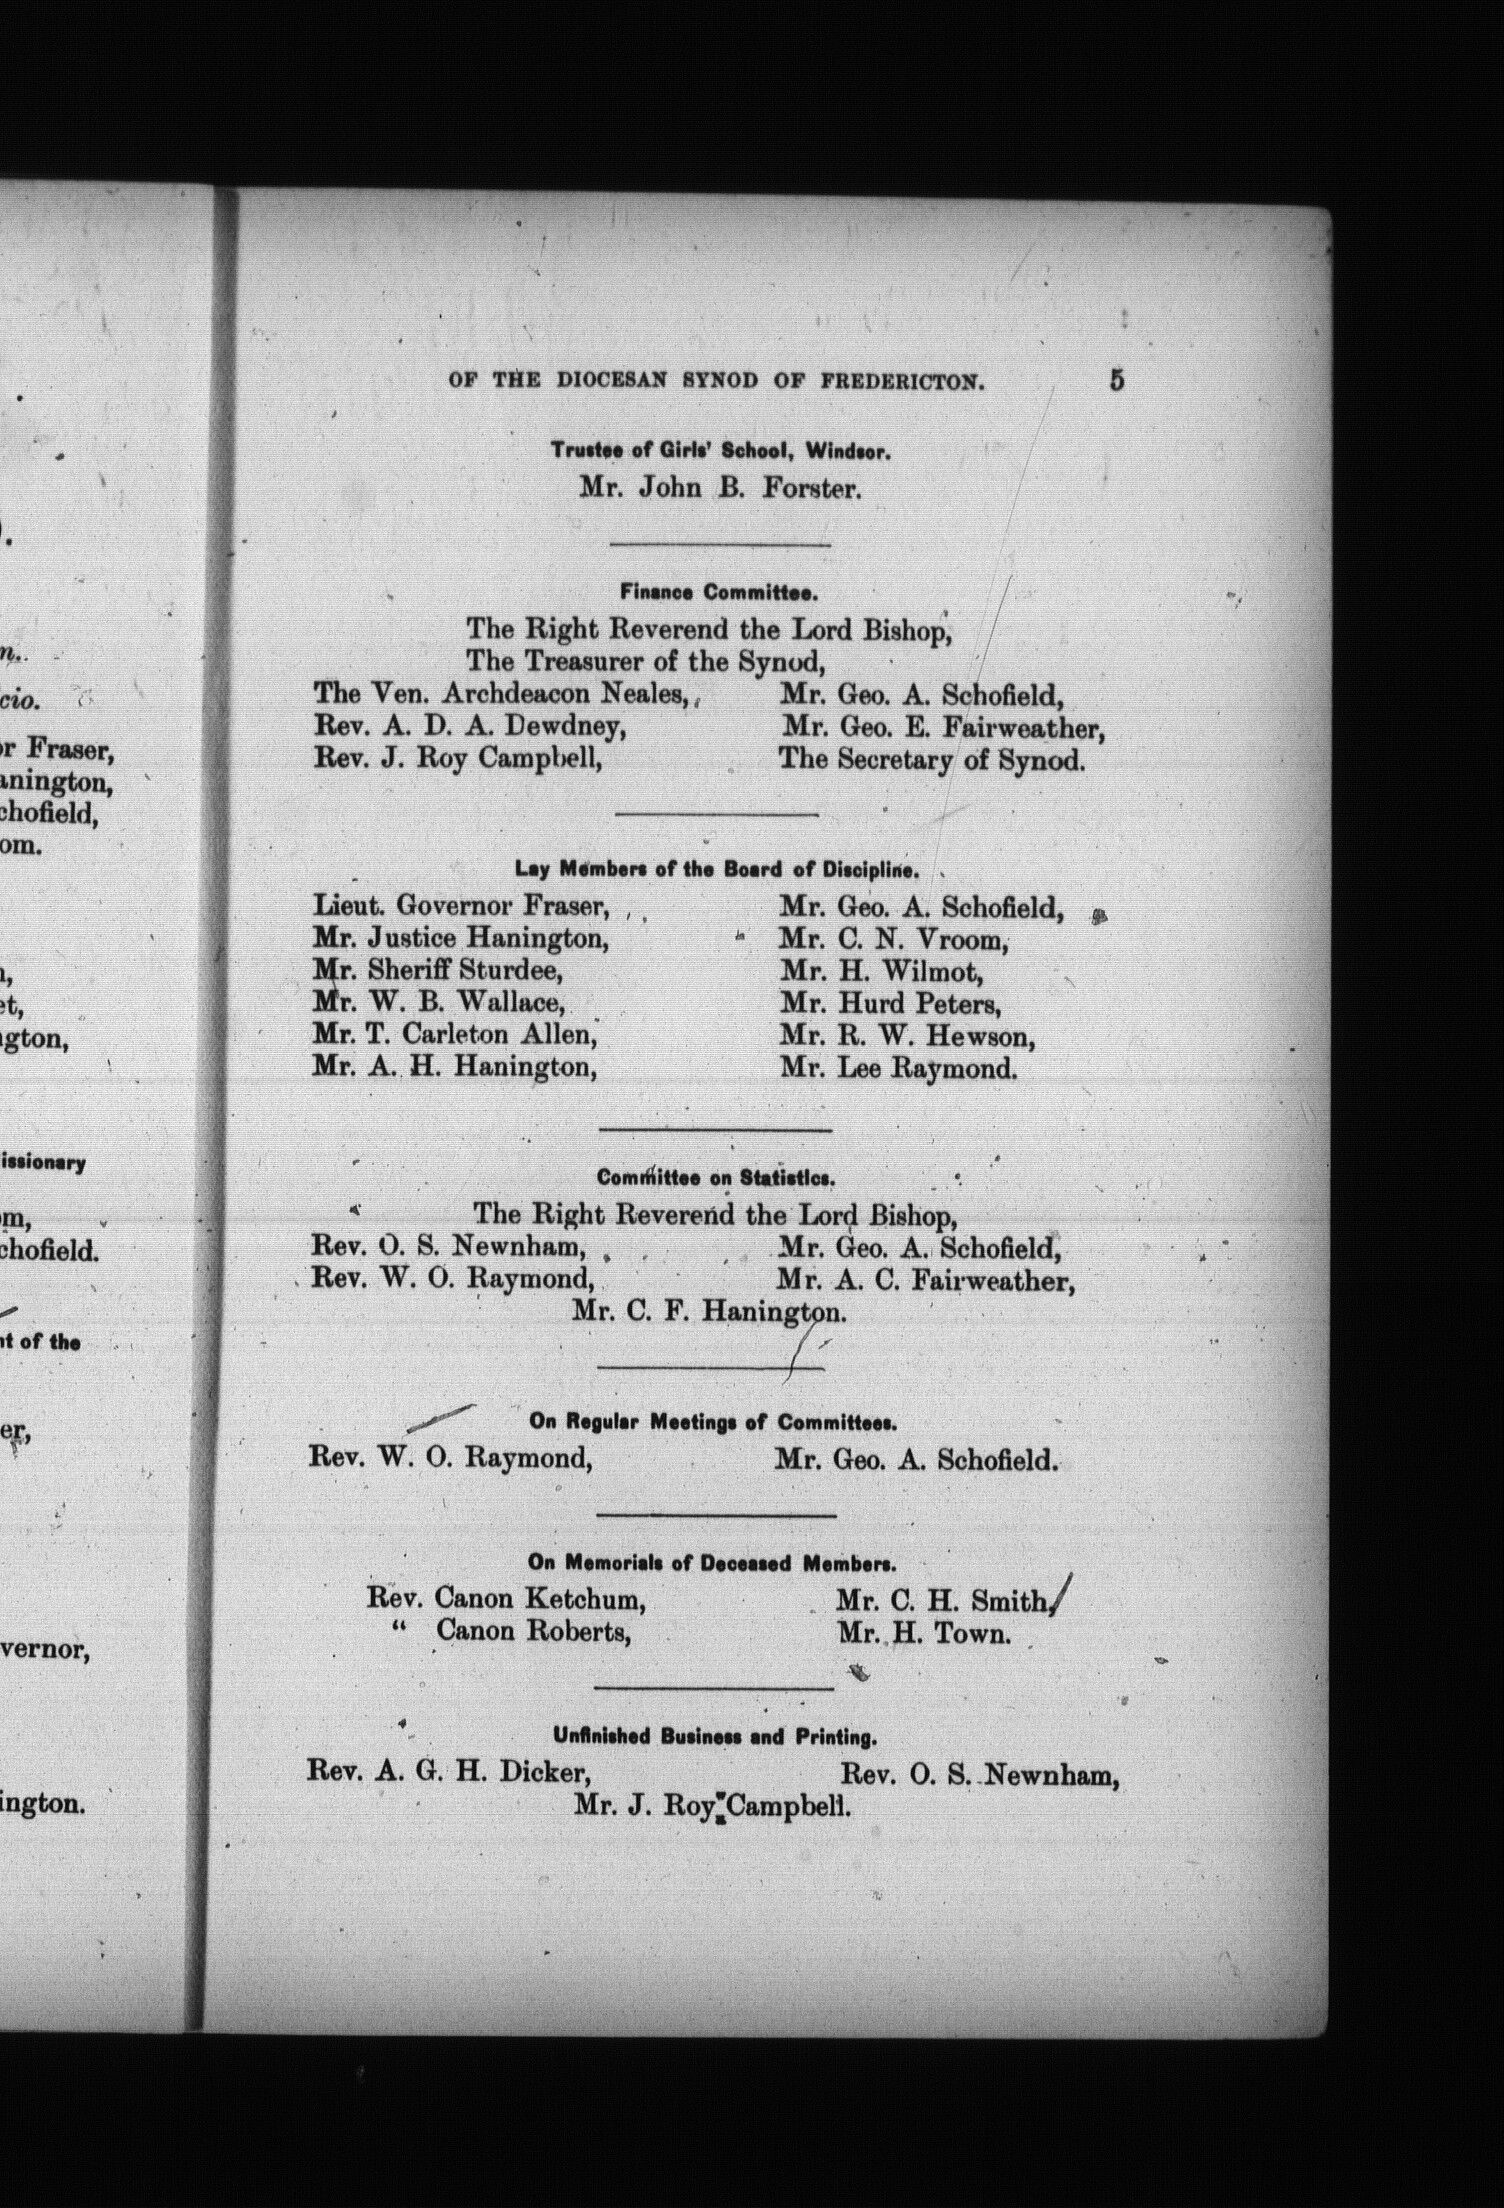 OF THE DIOCESAN SYNOD OF FREDERICTON. 5
Trustee of Girls' School, Windsor.
Mr. John B. Forster.
Finance Committee.
The Right Reverend the Lord Bishop,
The Treasurer of the Synod,
The Ven. Archdeacon Neales, Mr. Geo. A. Schofield,
Rev. A. D. A. Dewdney, Mr. Geo. E. Fairweather,
Rev. J. Roy Campbell, The Secretary of Synod.
Lay Members of the Board of Discipline.
Lieut. Governor Fraser, Mr. Geo. A. Schofield,
Mr. Justice Hanington, Mr. C. N. Vroom,
Mr. Sheriff Sturdee, Mr. H. Wilmot,
Mr. W. B. Wallace, Mr. Hurd Peters,
Mr. T. Carleton Allen, Mr. R. W. Hewson,
Mr. A. H. Hanington, Mr. Lee Raymond.
Committee on Statistics.
The Right Reverend the Lord Bishop,
Rev. O. S. Newnham, Mr. Geo. A. Schofield,
Rev. W. O. Raymond, Mr. A. C. Fairweather,
Mr. C. F. Hanington.
On Regular Meetings of Committees.
Rev. W. O. Raymond, Mr. Geo. A. Schofield.
On Memorials of Deceased Members.
Rev. Canon Ketchum, Mr. C. H. Smith,
" Canon Roberts, Mr. H. Town.
Unfinished Business and Printing.
Rev. A. G. H. Dicker, Rev. O. S. Newnham,
Mr. J. Roy Campbell.